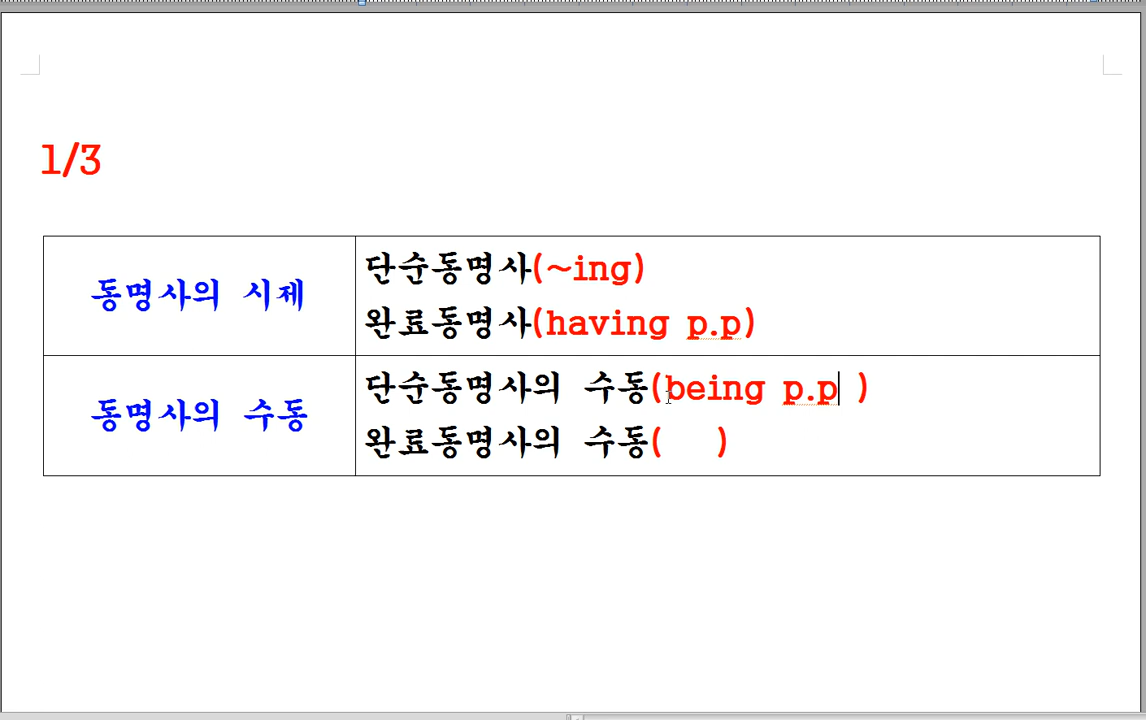 1/3
동명사의 시제
단순동명사(~ing)
완료동명사(having p.p)
동명사의 수동
단순동명사의 수동(being p.p )
완료동명사의 수동( )